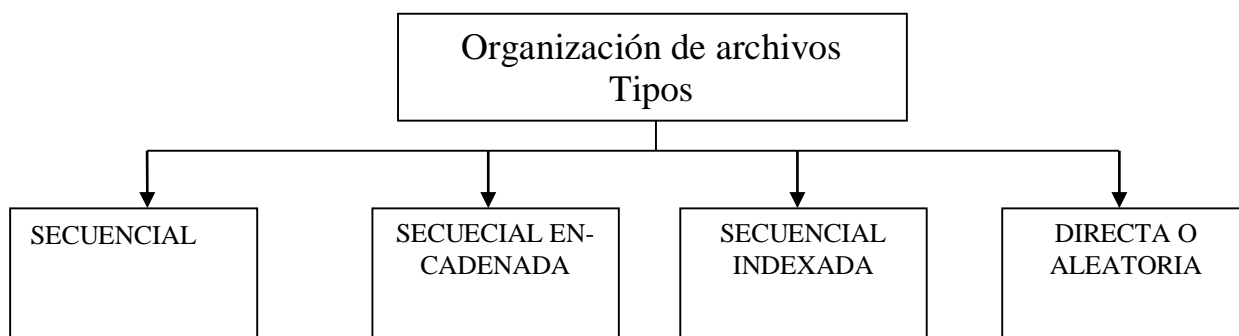 Organización de archivos
Tipos
SECUENCIAL
SECUECIAL EN-
CADENADA
SECUENCIAL
INDEXADA
DIRECTA O
ALEATORIA